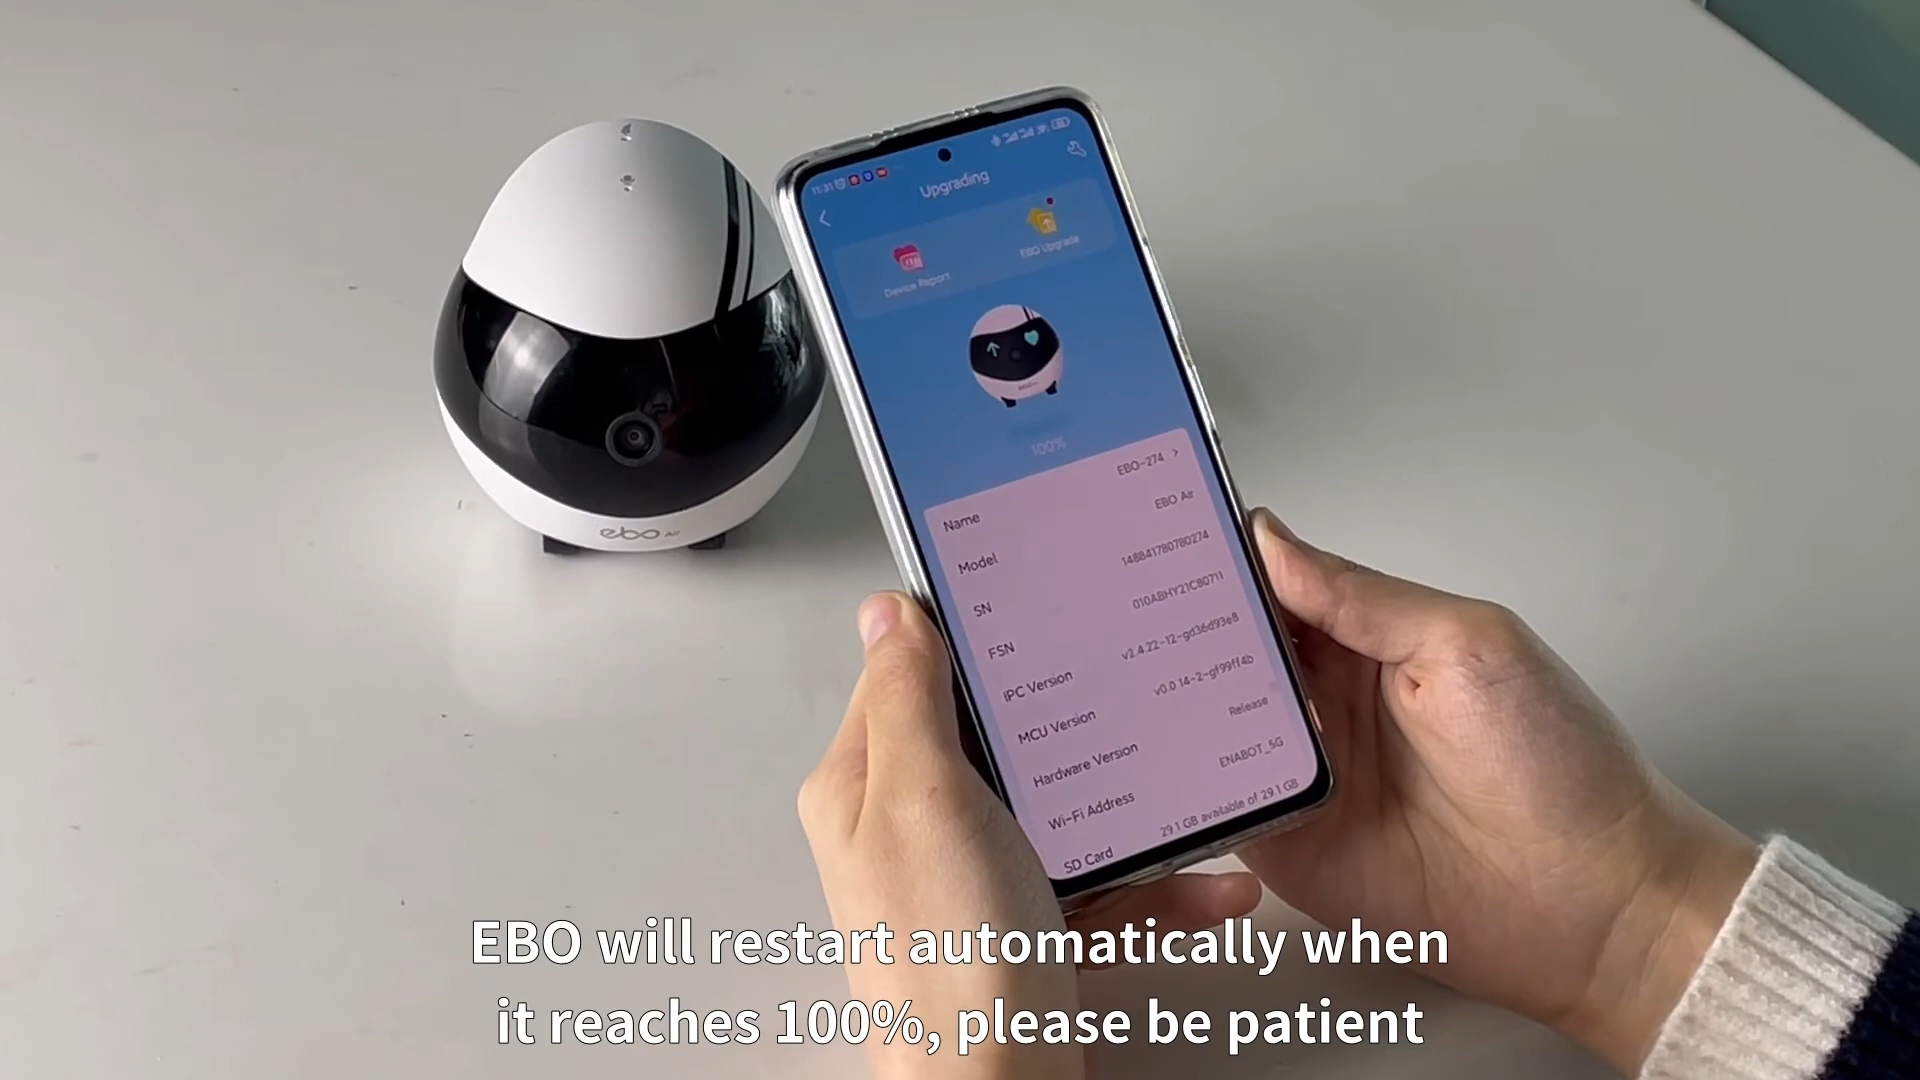 11:31
Upgrading
Device Report
EBO Upgrade
100%
Name EBO-274 >
Model EBO Air
SN 148841780780274
FSN 010ABHY21CB0711
IPC Version v2.4.22-12-gd36d93e8
MCU Version v0.0.14-2-gf99ff4b
Hardware Version Release
Wi-Fi Address ENABOT_5G
SD Card 29.1 GB available of 29.1 GB
ebo Air
EBO will restart automatically when
it reaches 100%, please be patient